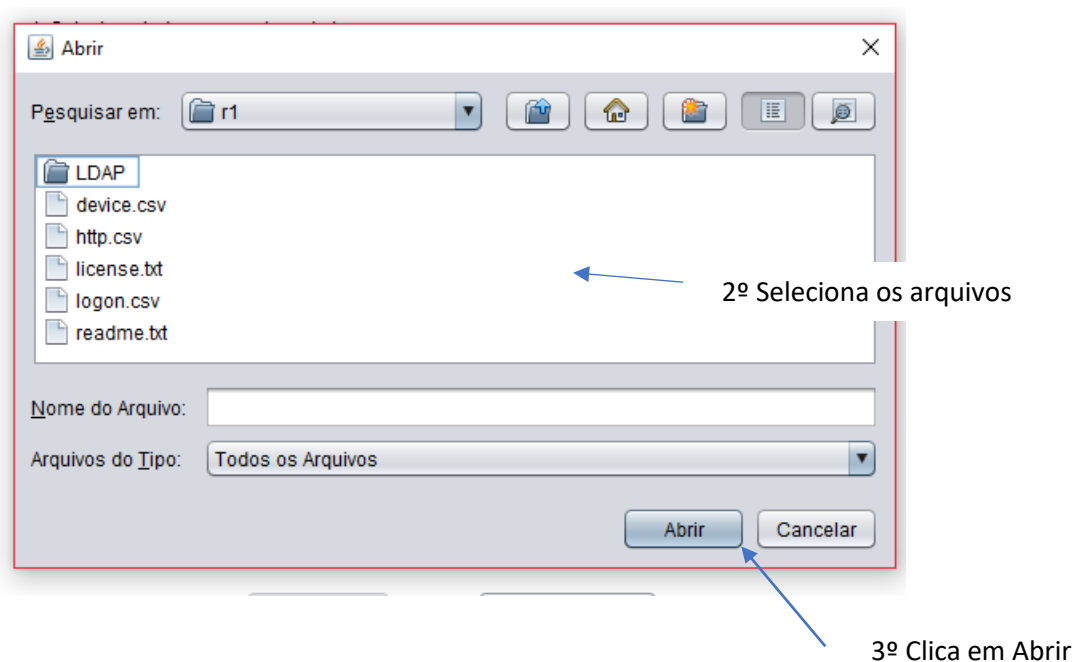 Abrir
Pesquisar em: r1
LDAP
device.csv
http.csv
license.txt
logon.csv
readme.txt
2º Seleciona os arquivos
Nome do Arquivo:
Arquivos do Tipo: Todos os Arquivos
Abrir Cancelar
3º Clica em Abrir